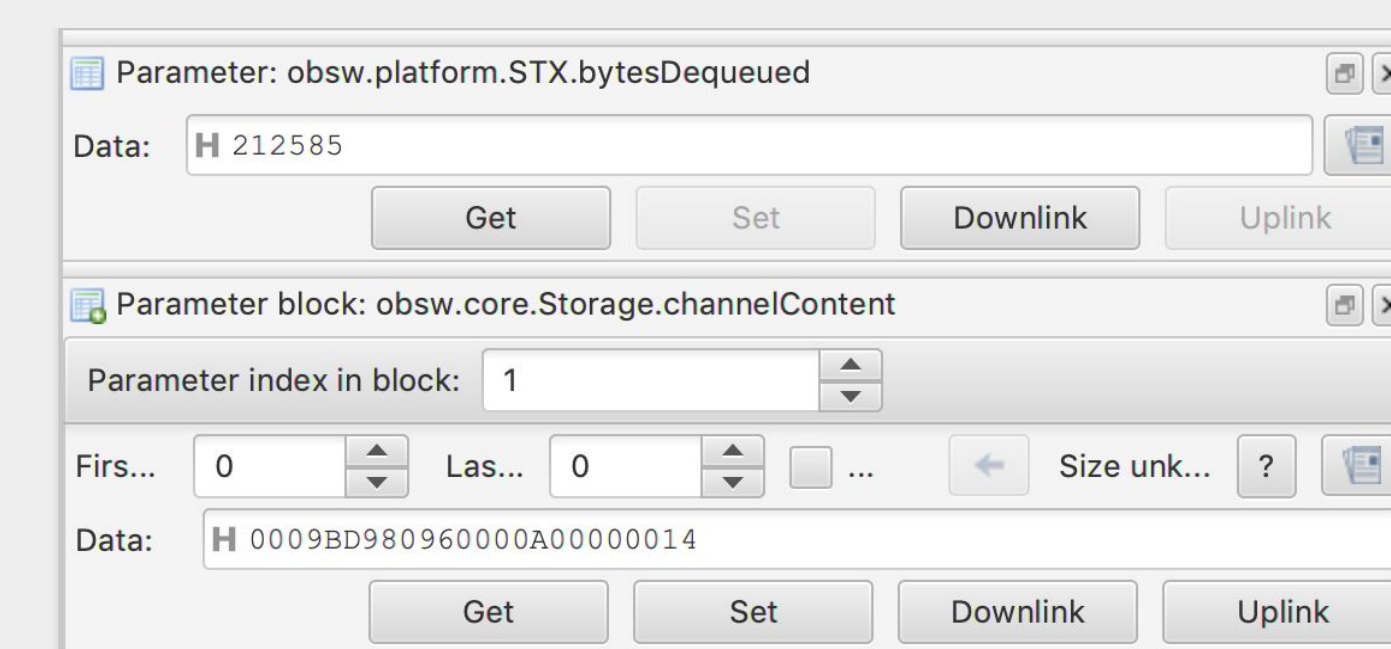 Parameter: obsw.platform.STX.bytesDequeued
Data: H 212585
Get Set Downlink Uplink
Parameter block: obsw.core.Storage.channelContent
Parameter index in block: 1
Firs... 0 Las... 0 ... Size unk... ?
Data: H 0009BD980960000A00000014
Get Set Downlink Uplink